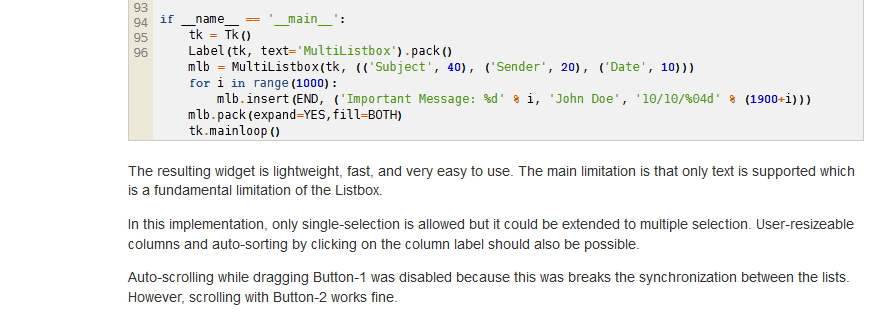 93
94 if __name__ == '__main__':
95 tk = Tk()
96 Label(tk, text='MultiListbox').pack()
mlb = MultiListbox(tk, (('Subject', 40), ('Sender', 20), ('Date', 10)))
for i in range(1000):
mlb.insert(END, ('Important Message: %d' % i, 'John Doe', '10/10/%04d' % (1900+i)))
mlb.pack(expand=YES,fill=BOTH)
tk.mainloop()
The resulting widget is lightweight, fast, and very easy to use. The main limitation is that only text is supported which
is a fundamental limitation of the Listbox.
In this implementation, only single-selection is allowed but it could be extended to multiple selection. User-resizeable
columns and auto-sorting by clicking on the column label should also be possible.
Auto-scrolling while dragging Button-1 was disabled because this was breaks the synchronization between the lists.
However, scrolling with Button-2 works fine.